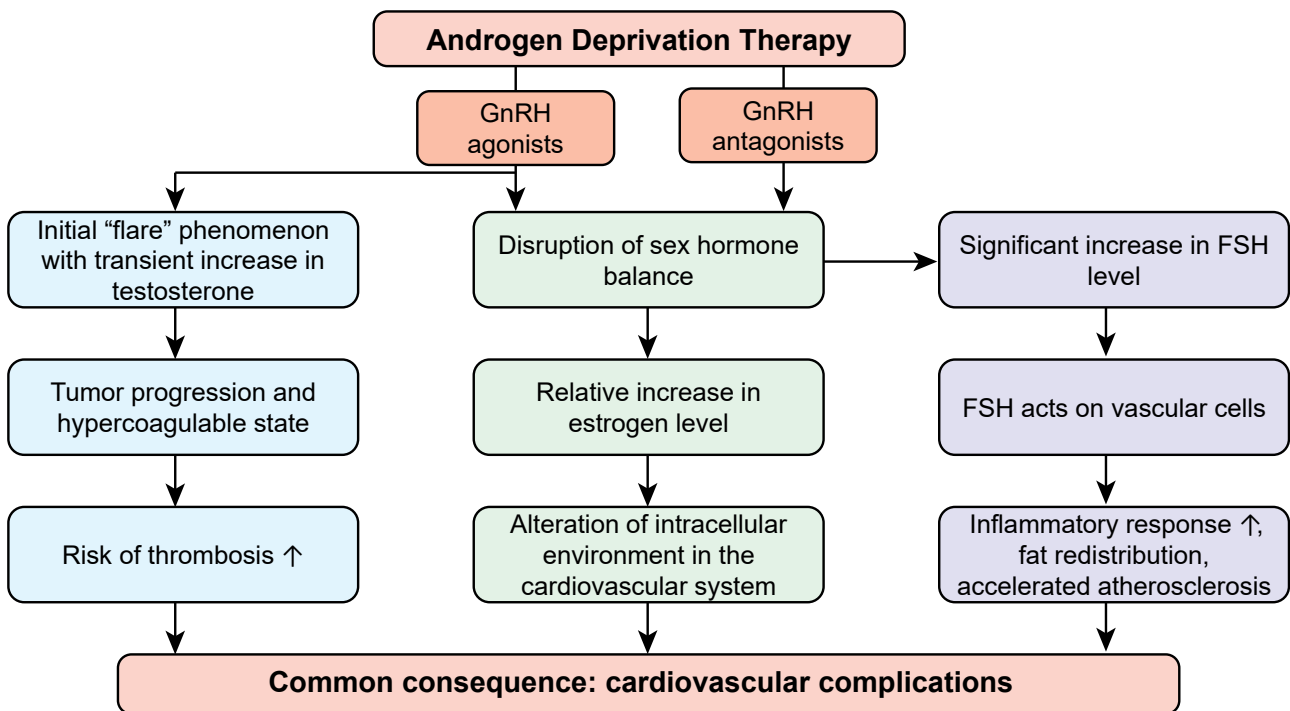 Androgen Deprivation Therapy
GnRH
agonists
GnRH
antagonists
Initial “flare” phenomenon
with transient increase in
testosterone
Disruption of sex hormone
balance
Significant increase in FSH
level
Tumor progression and
hypercoagulable state
Relative increase in
estrogen level
FSH acts on vascular cells
Risk of thrombosis ↑
Alteration of intracellular
environment in the
cardiovascular system
Inflammatory response ↑,
fat redistribution,
accelerated atherosclerosis
Common consequence: cardiovascular complications